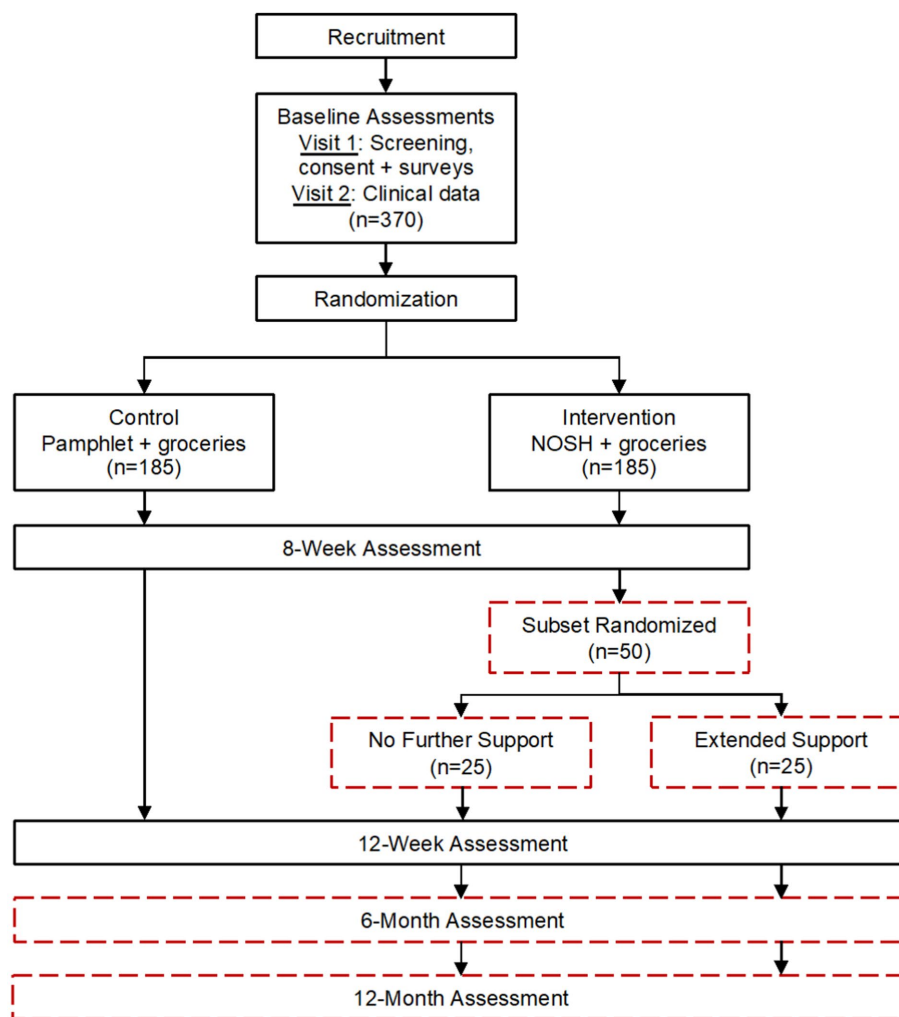 Recruitment
Baseline Assessments
Visit 1: Screening,
consent + surveys
Visit 2: Clinical data
(n=370)
Randomization
Control
Pamphlet + groceries
(n=185)
Intervention
NOSH + groceries
(n=185)
8-Week Assessment
Subset Randomized
(n=50)
No Further Support
(n=25)
Extended Support
(n=25)
12-Week Assessment
6-Month Assessment
12-Month Assessment